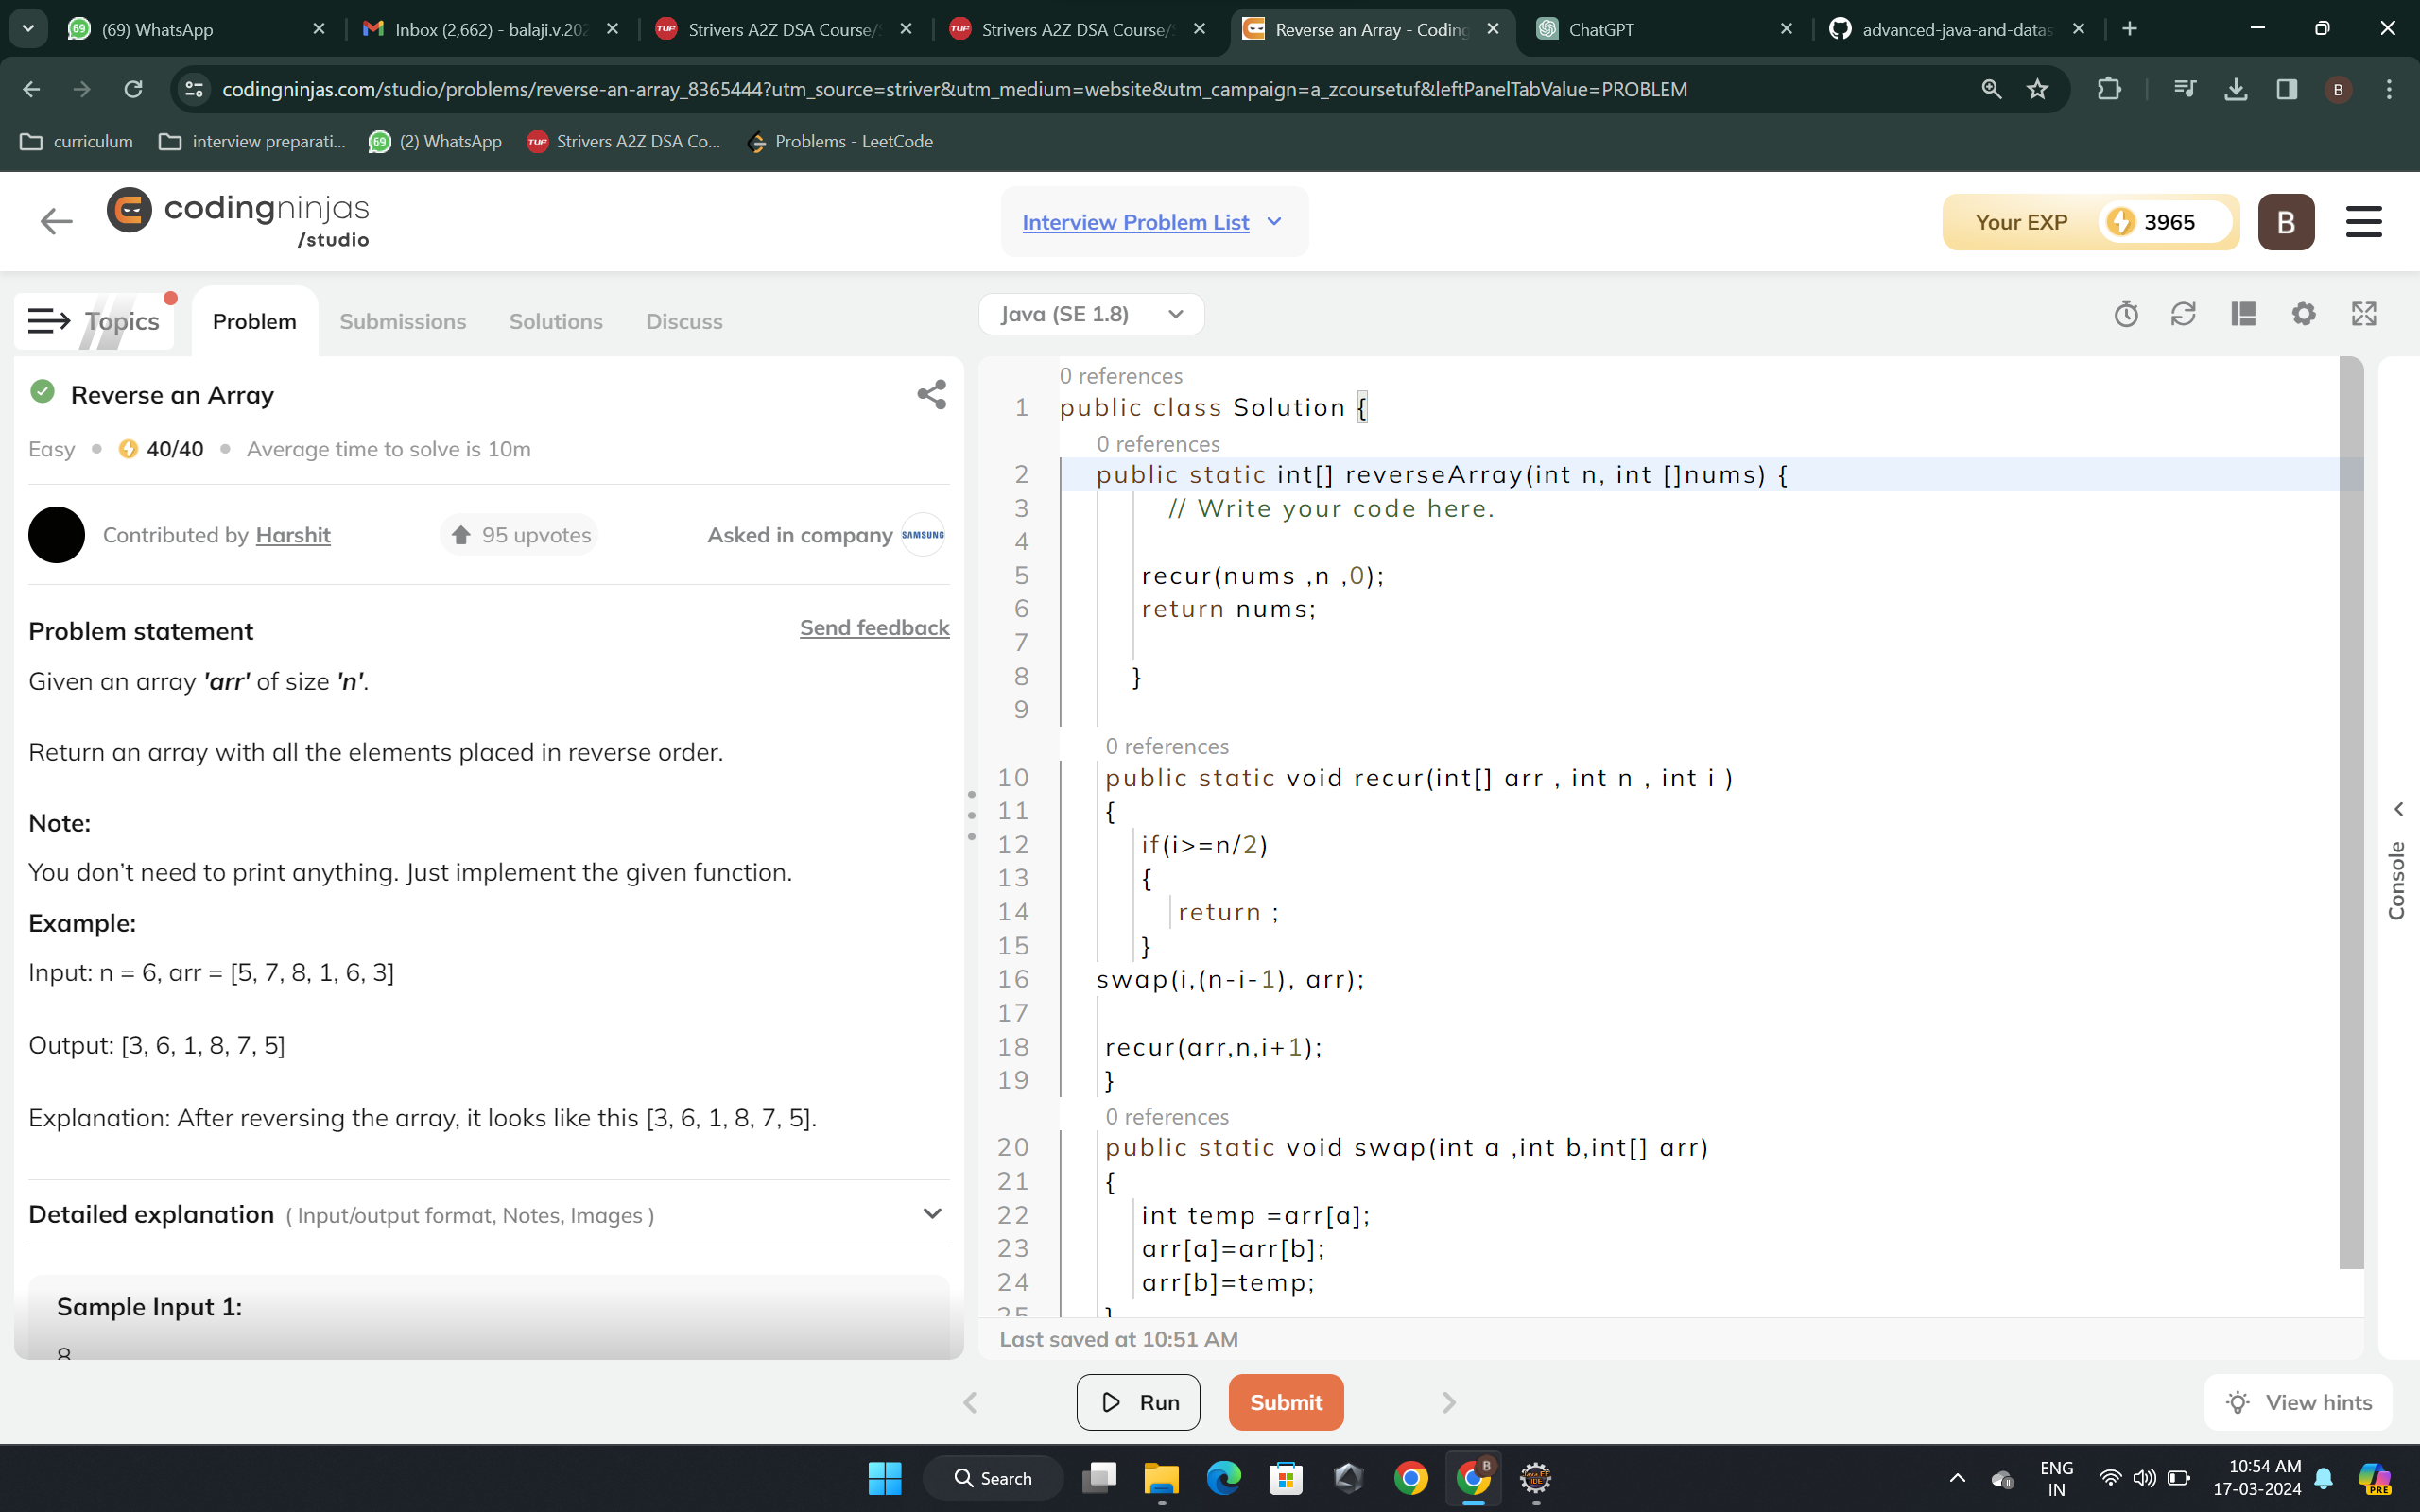 (69) WhatsApp
Inbox (2,662) - balaji.v.202
Strivers A2Z DSA Course/
Strivers A2Z DSA Course/
Reverse an Array - Coding
ChatGPT
advanced-java-and-datas
codingninjas.com/studio/problems/reverse-an-array_8365444?utm_source=striver&utm_medium=website&utm_campaign=a_zcoursetuf&leftPanelTabValue=PROBLEM
B
curriculum
interview preparati...
(2) WhatsApp
Strivers A2Z DSA Co...
Problems - LeetCode
codingninjas
/studio
Interview Problem List
Your EXP
3965
B
Topics
Problem
Submissions
Solutions
Discuss
Java (SE 1.8)
Reverse an Array
Easy
40/40
Average time to solve is 10m
Contributed by Harshit
95 upvotes
Asked in company
SAMSUNG
Problem statement
Send feedback
Given an array 'arr' of size 'n'.
Return an array with all the elements placed in reverse order.
Note:
You don’t need to print anything. Just implement the given function.
Example:
Input: n = 6, arr = [5, 7, 8, 1, 6, 3]
Output: [3, 6, 1, 8, 7, 5]
Explanation: After reversing the array, it looks like this [3, 6, 1, 8, 7, 5].
Detailed explanation ( Input/output format, Notes, Images )
Sample Input 1:
8
0 references
1 public class Solution {
0 references
2 public static int[] reverseArray(int n, int []nums) {
3 // Write your code here.
4
5 recur(nums ,n ,0);
6 return nums;
7
8 }
9
0 references
10 public static void recur(int[] arr , int n , int i )
11 {
12 if(i>=n/2)
13 {
14 return ;
15 }
16 swap(i,(n-i-1), arr);
17
18 recur(arr,n,i+1);
19 }
0 references
20 public static void swap(int a ,int b,int[] arr)
21 {
22 int temp =arr[a];
23 arr[a]=arr[b];
24 arr[b]=temp;
25 }
Last saved at 10:51 AM
Console
Run
Submit
View hints
Search
ENG
IN
10:54 AM
17-03-2024
PRE